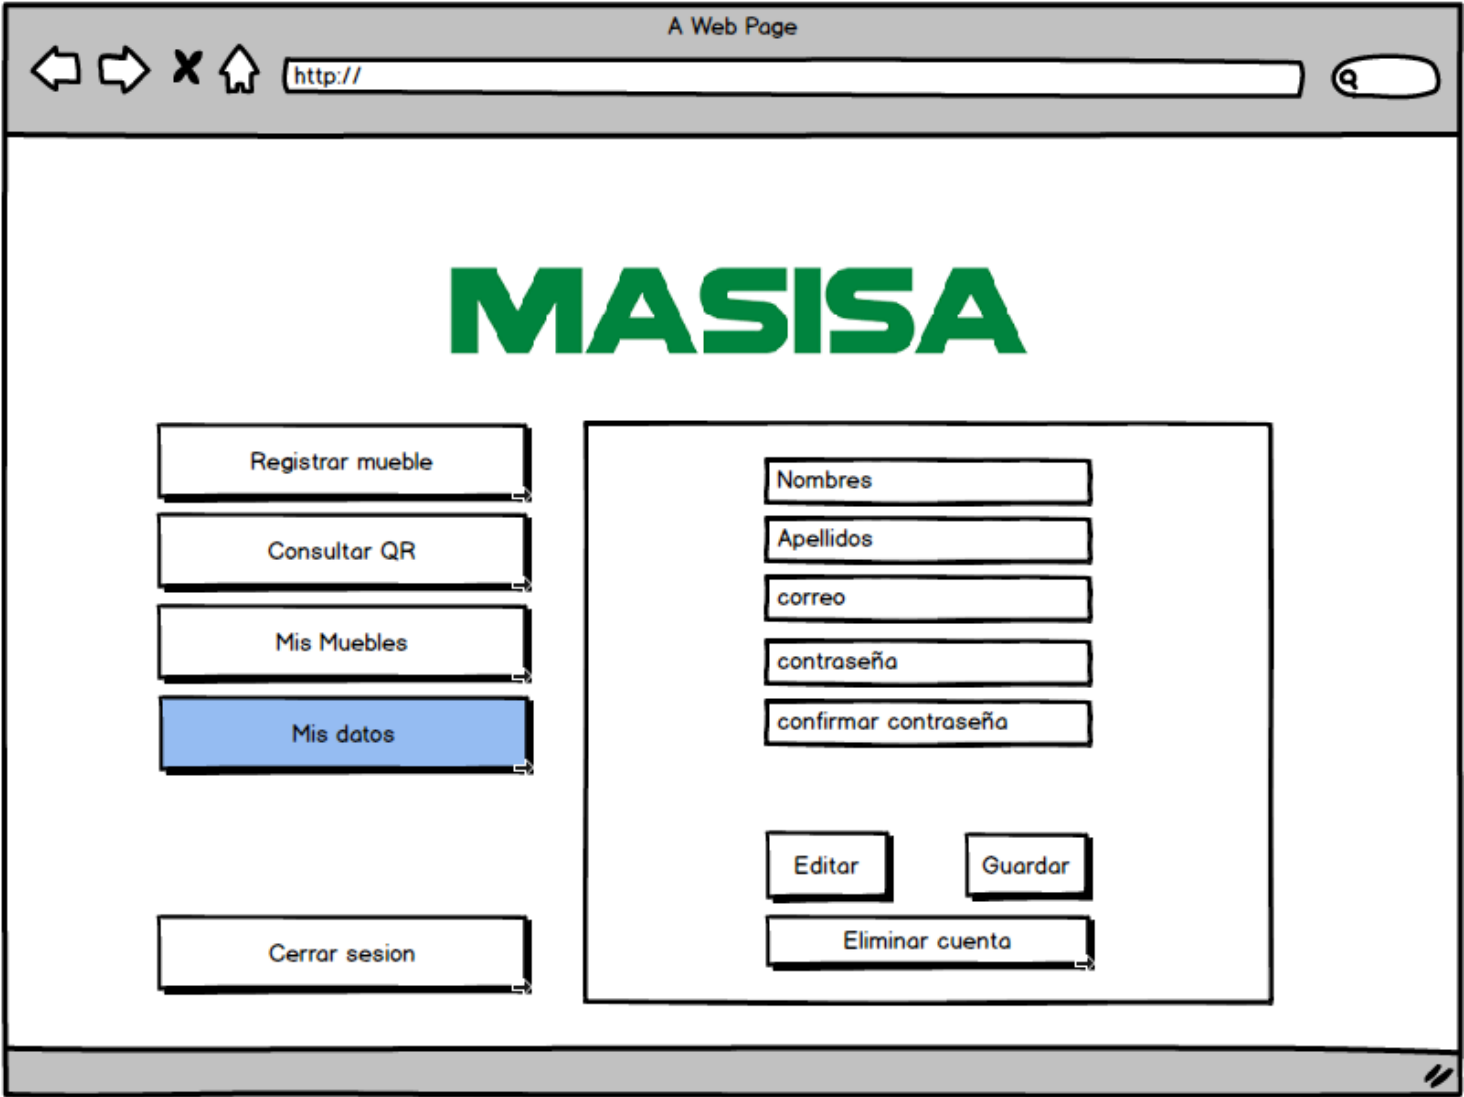 A Web Page
http://
MASISA
Registrar mueble
Consultar QR
Mis Muebles
Mis datos
Cerrar sesion
Nombres
Apellidos
correo
contraseña
confirmar contraseña
Editar
Guardar
Eliminar cuenta